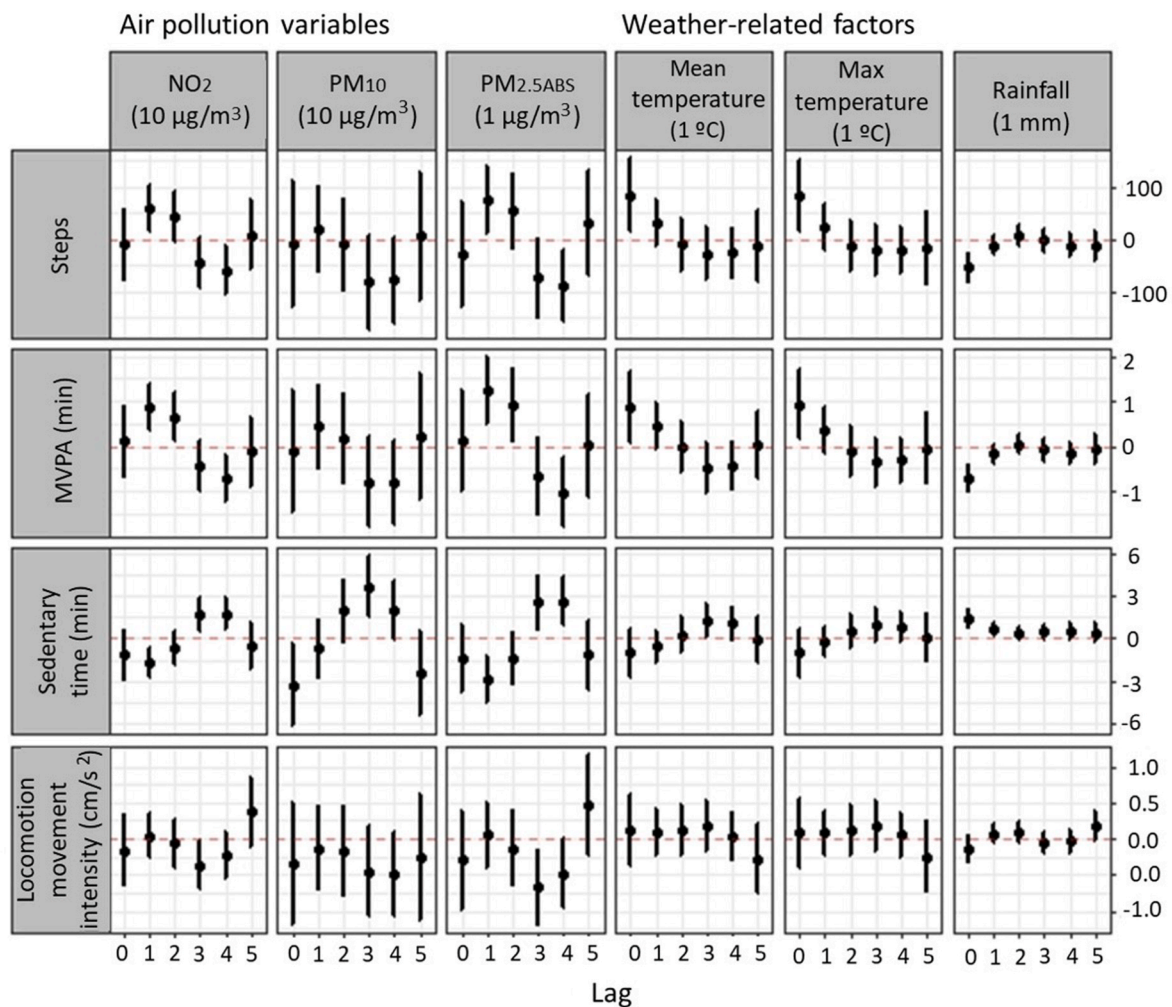 Air pollution variables
Weather-related factors
NO2
(10 µg/m3)
PM10
(10 µg/m3)
PM2.5ABS
(1 µg/m3)
Mean
temperature
(1 ºC)
Max
temperature
(1 ºC)
Rainfall
(1 mm)
Steps
100
0
-100
MVPA (min)
2
1
0
-1
Sedentary
time (min)
6
3
0
-3
-6
Locomotion
movement
intensity (cm/s 2)
1.0
0.5
0.0
0.0
-1.0
0 1 2 3 4 5
0 1 2 3 4 5
0 1 2 3 4 5
0 1 2 3 4 5
0 1 2 3 4 5
0 1 2 3 4 5
Lag